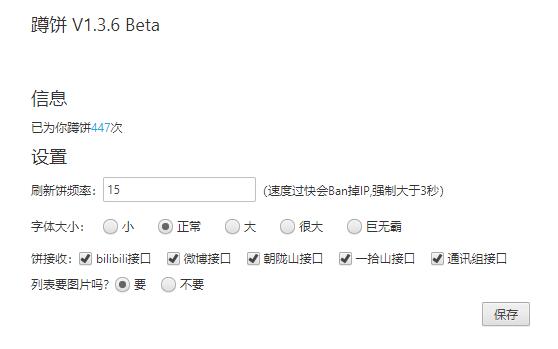 蹲饼 V1.3.6 Beta
信息
已为你蹲饼447次
设置
刷新饼频率： 15 (速度过快会Ban掉IP,强制大于3秒)
字体大小： 小 正常 大 很大 巨无霸
饼接收： bilibili接口 微博接口 朝陇山接口 一拾山接口 通讯组接口
列表要图片吗? 要 不要
保存